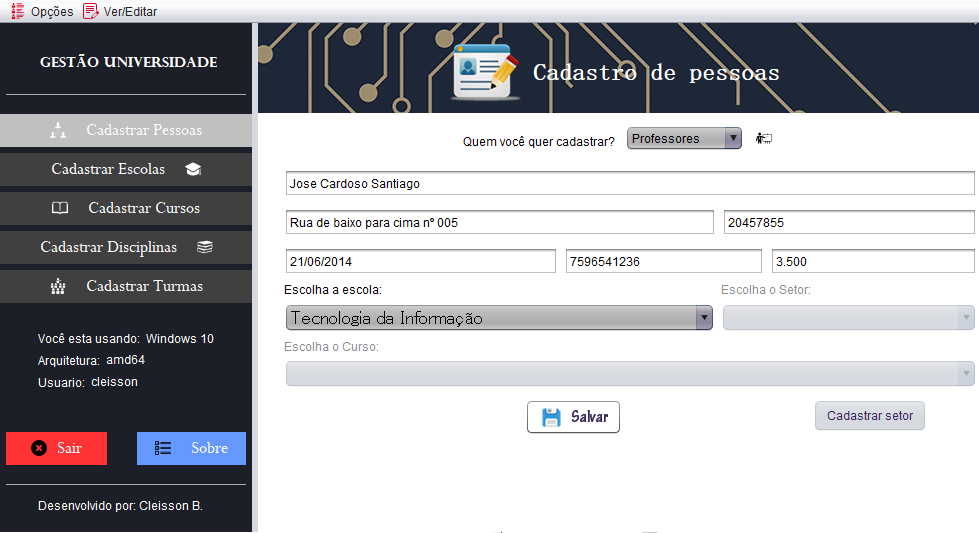 Opções Ver/Editar
GESTÃO UNIVERSIDADE
Cadastrar Pessoas
Cadastrar Escolas
Cadastrar Cursos
Cadastrar Disciplinas
Cadastrar Turmas
Você esta usando: Windows 10
Arquitetura: amd64
Usuario: cleisson
Sair Sobre
Desenvolvido por: Cleisson B.
Cadastro de pessoas
Quem você quer cadastrar? Professores
Jose Cardoso Santiago
Rua de baixo para cima nº 005 20457855
21/06/2014 7596541236 3.500
Escolha a escola: Escolha o Setor:
Tecnologia da Informação
Escolha o Curso:
Salvar Cadastrar setor